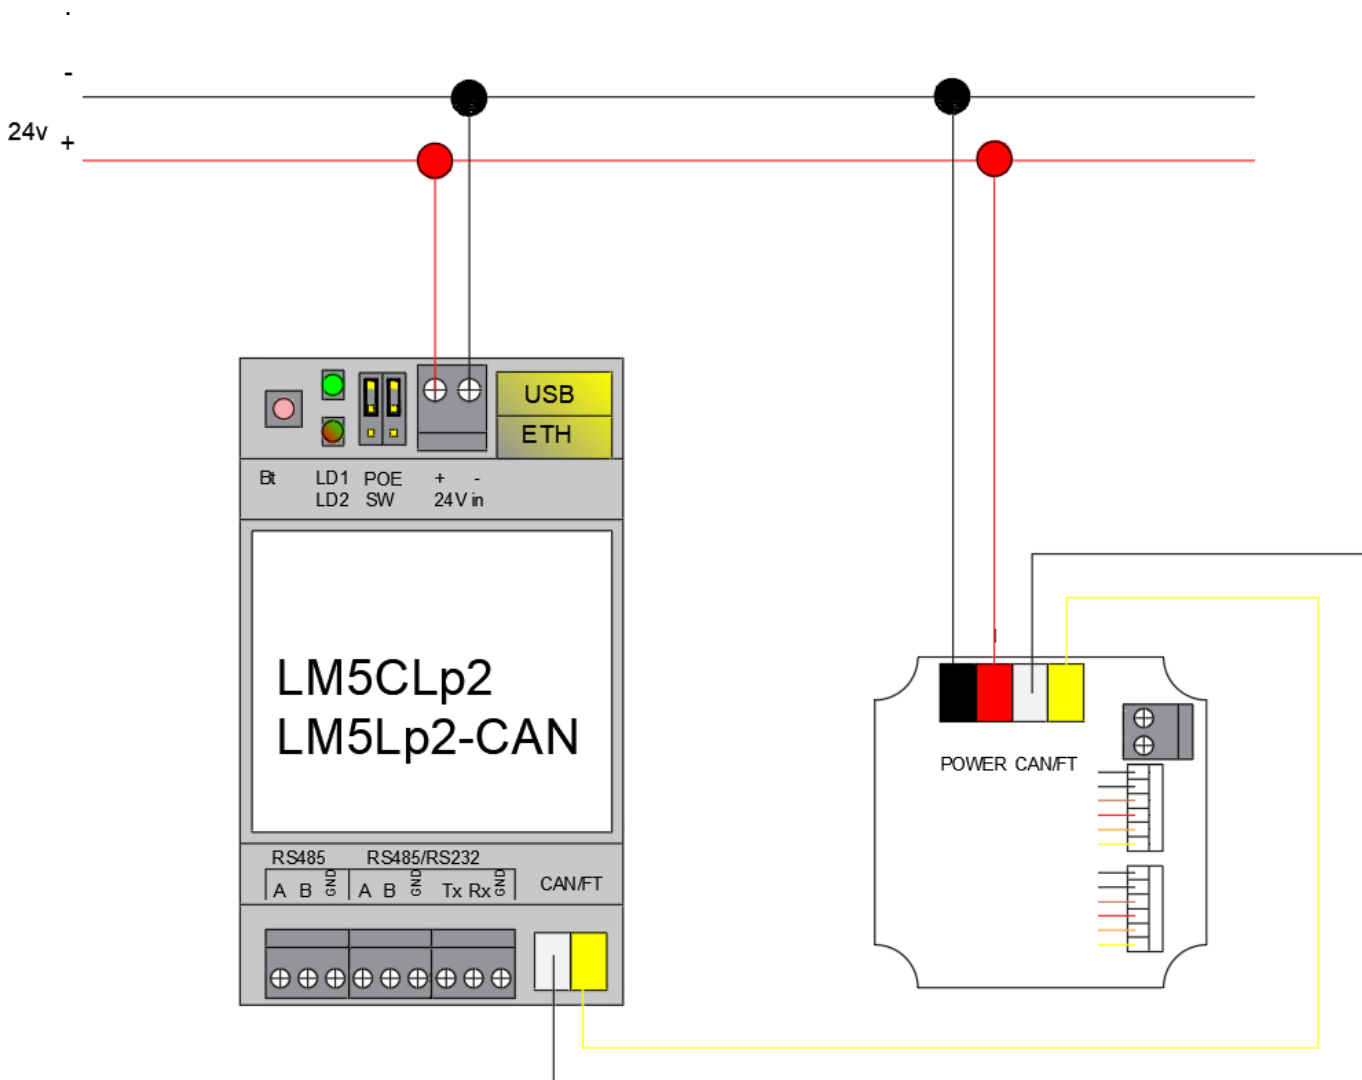 -
24v +
USB
ETH
Bt LD1 POE + -
LD2 SW 24V in
LM5CLp2
LM5Lp2-CAN
POWER CAN/FT
RS485 RS485/RS232
A B GND A B GND Tx Rx GND CAN/FT